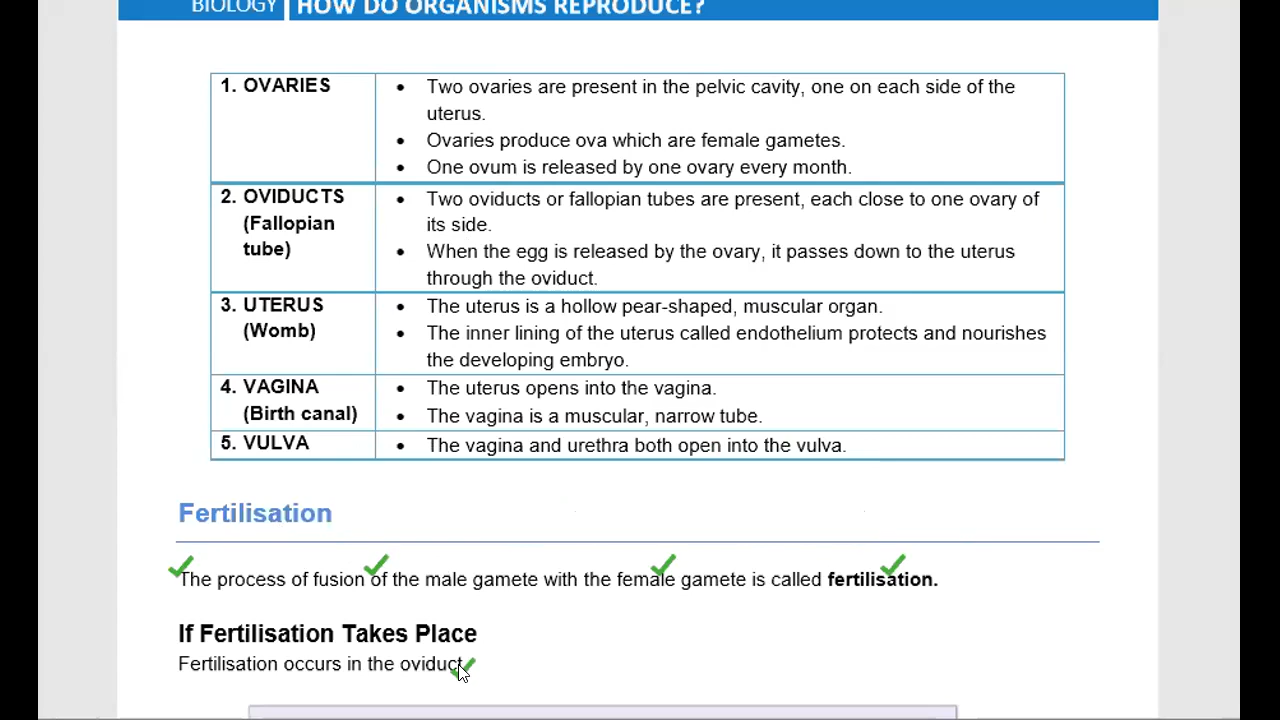 BIOLOGY | HOW DO ORGANISMS REPRODUCE?
1. OVARIES
• Two ovaries are present in the pelvic cavity, one on each side of the
uterus.
• Ovaries produce ova which are female gametes.
• One ovum is released by one ovary every month.
2. OVIDUCTS
(Fallopian
tube)
• Two oviducts or fallopian tubes are present, each close to one ovary of
its side.
• When the egg is released by the ovary, it passes down to the uterus
through the oviduct.
3. UTERUS
(Womb)
• The uterus is a hollow pear-shaped, muscular organ.
• The inner lining of the uterus called endothelium protects and nourishes
the developing embryo.
4. VAGINA
(Birth canal)
• The uterus opens into the vagina.
• The vagina is a muscular, narrow tube.
5. VULVA
• The vagina and urethra both open into the vulva.
Fertilisation
The process of fusion of the male gamete with the female gamete is called fertilisation.
If Fertilisation Takes Place
Fertilisation occurs in the oviduct.